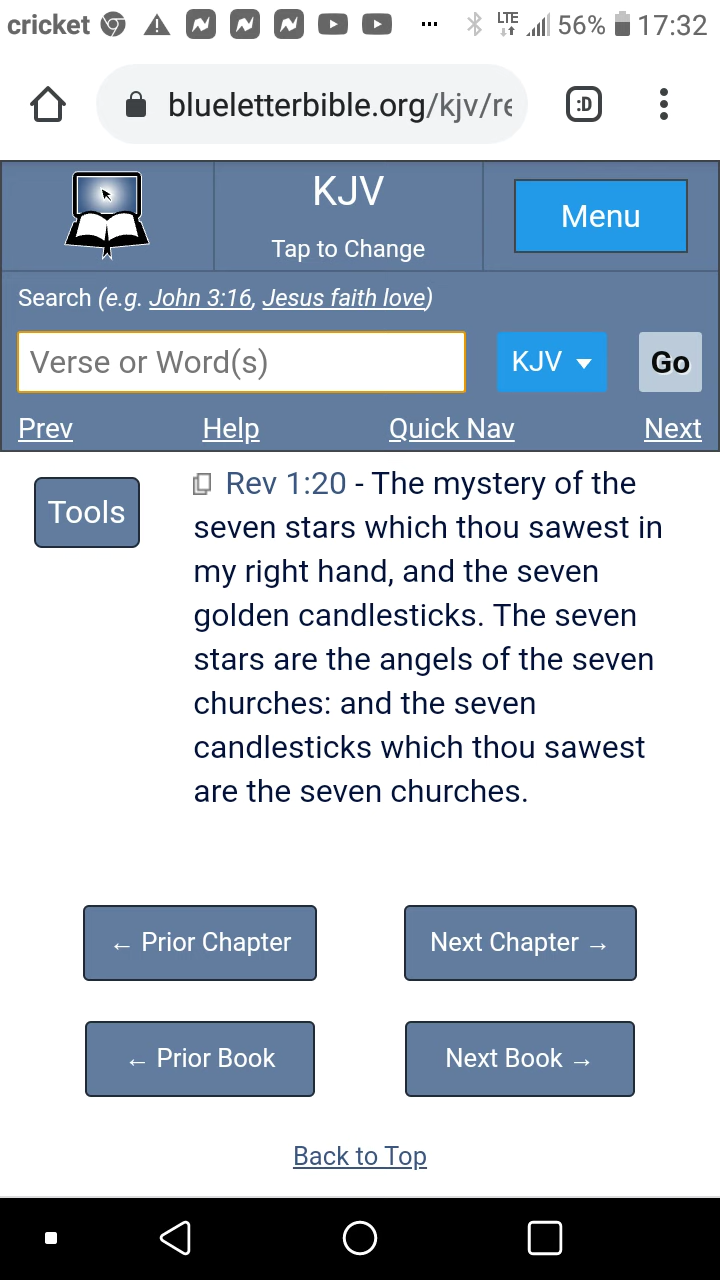 cricket 56% 17:32
LTE
blueletterbible.org/kjv/re :D
KJV
Tap to Change
Menu
Search (e.g. John 3:16, Jesus faith love)
Verse or Word(s) KJV Go
Prev Help Quick Nav Next
Tools
Rev 1:20 - The mystery of the
seven stars which thou sawest in
my right hand, and the seven
golden candlesticks. The seven
stars are the angels of the seven
churches: and the seven
candlesticks which thou sawest
are the seven churches.
← Prior Chapter Next Chapter →
← Prior Book Next Book →
Back to Top